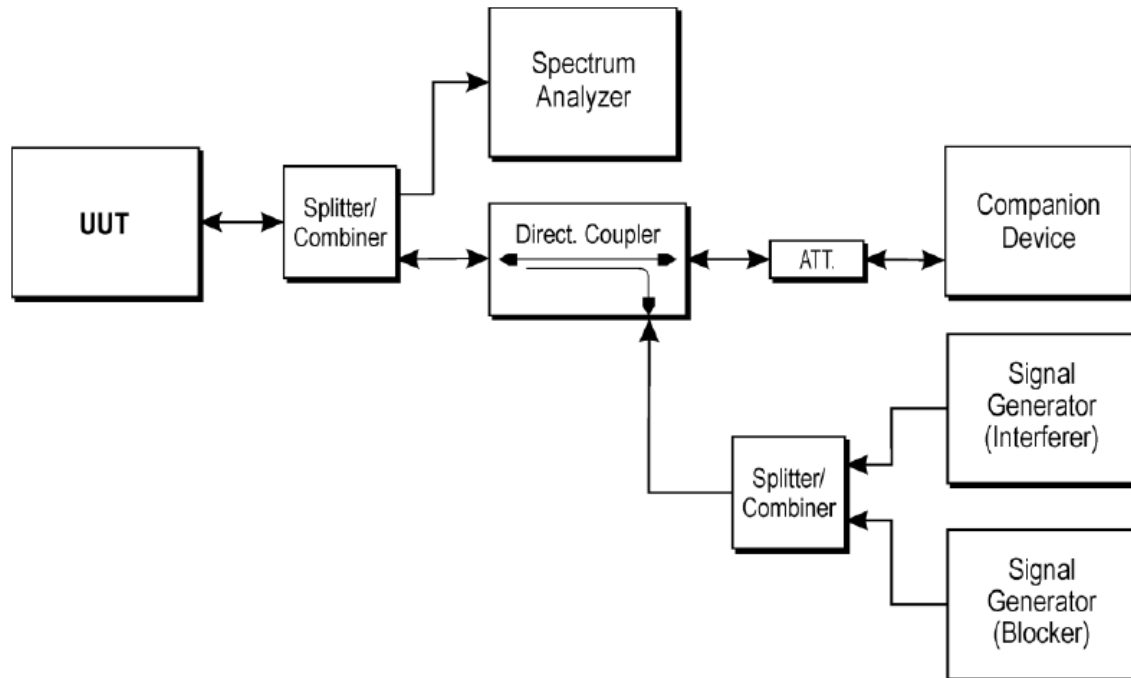 Spectrum
Analyzer
UUT
Splitter/
Combiner
Direct. Coupler
ATT.
Companion
Device
Signal
Generator
(Interferer)
Splitter/
Combiner
Signal
Generator
(Blocker)